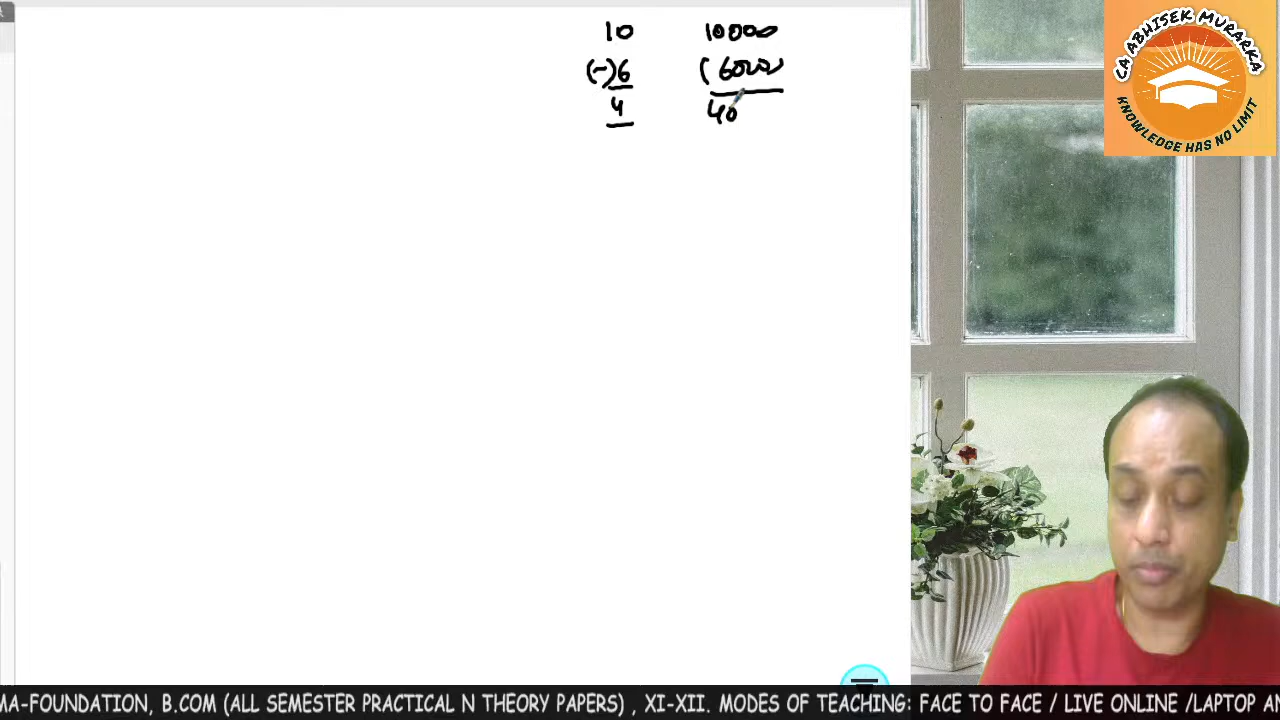 10 10000
(-)6 (6000)
4 40
CA ABHISEK MURARKA
KNOWLEDGE HAS NO LIMIT
MA-FOUNDATION, B.COM (ALL SEMESTER PRACTICAL N THEORY PAPERS) , XI-XII. MODES OF TEACHING: FACE TO FACE / LIVE ONLINE /LAPTOP A